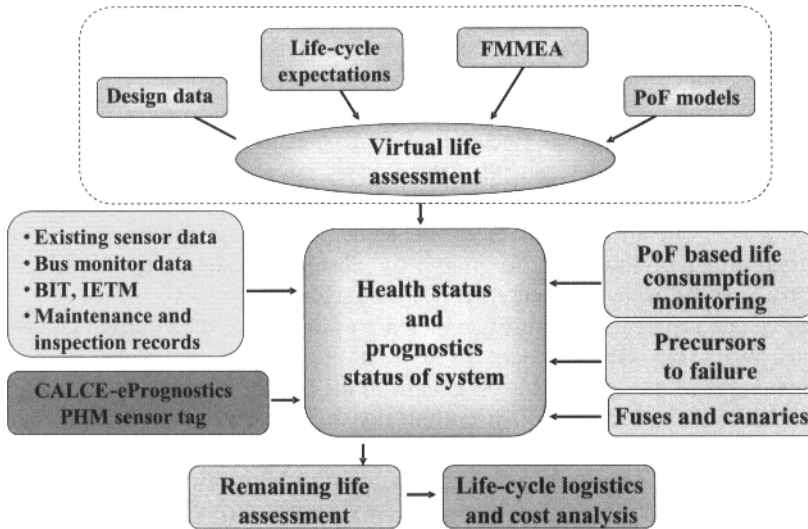 Life-cycle
expectations
FMMEA
Design data
PoF models
Virtual life
assessment
• Existing sensor data
• Bus monitor data
• BIT, IETM
• Maintenance and
inspection records
CALCE-ePrognostics
PHM sensor tag
Health status
and
prognostics
status of system
PoF based life
consumption
monitoring
Precursors
to failure
Fuses and canaries
Remaining life
assessment
Life-cycle logistics
and cost analysis